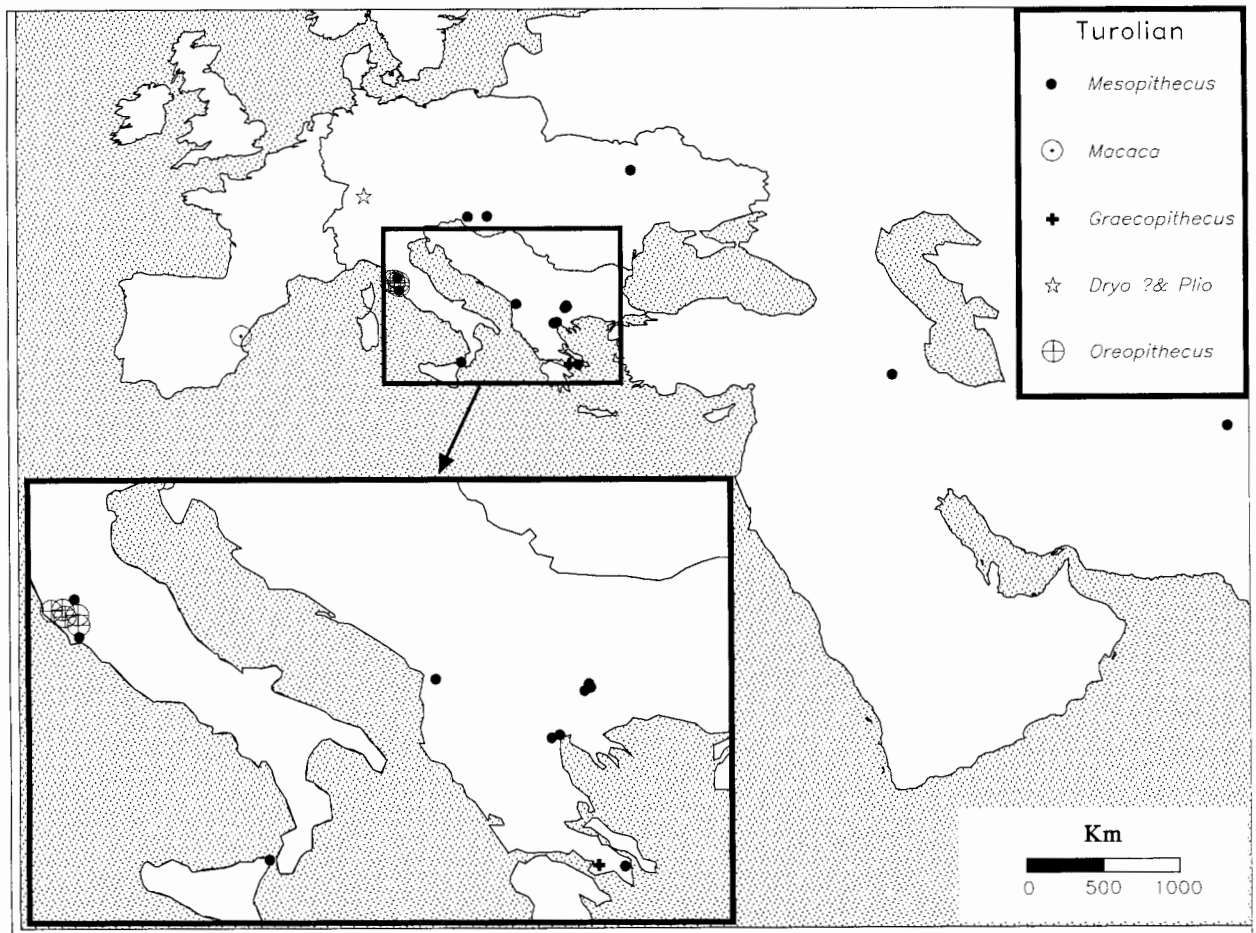 Turolian
Mesopithecus
Macaca
Graecopithecus
Dryo ?& Plio
Oreopithecus
Km
0 500 1000